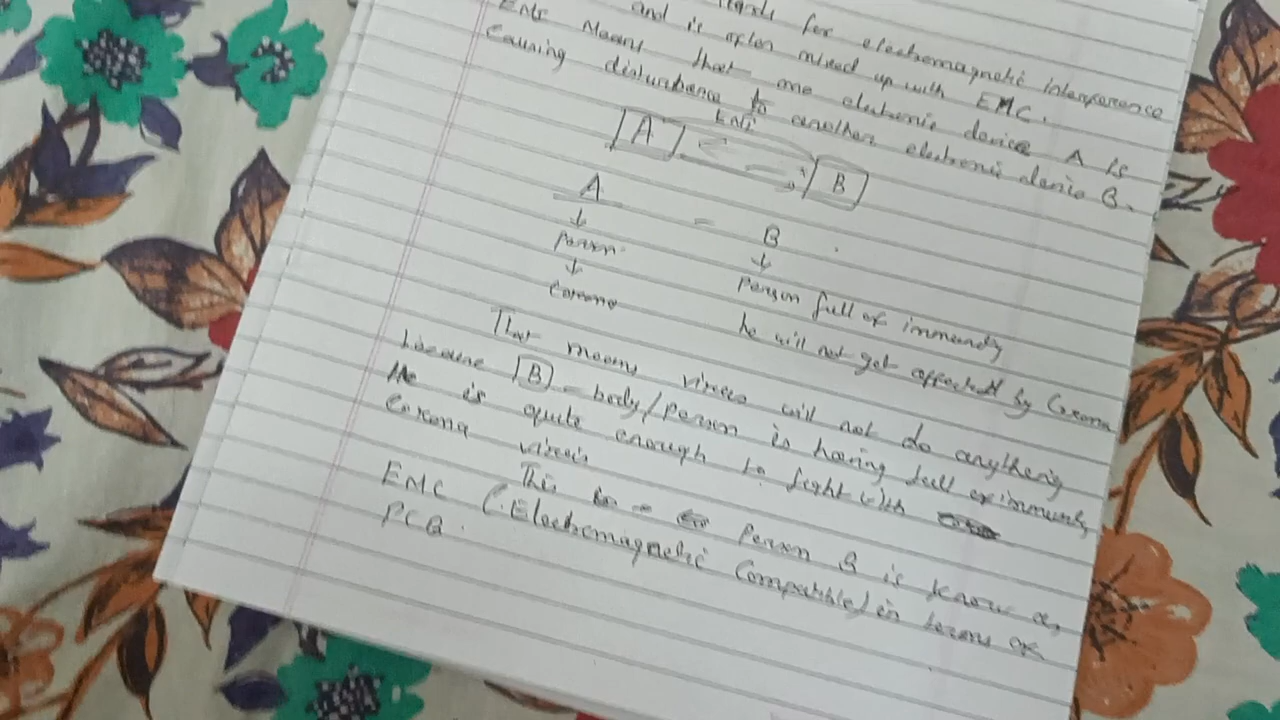 for electromagnetic interference
and is often mixed up with EMC.
EMI Means that one electronic device A is
causing disturbance to another electronic device B.
EMI
A
B
A = B
person
person full of immunity
Corona
he will not get affected by Corona
That means virus will not do anything
because B - body/person is having full of immunity
He is quite enough to fight with
Corona virus
This is person B is know as
EMC (Electromagnetic Compatible) in terms of
PCB.